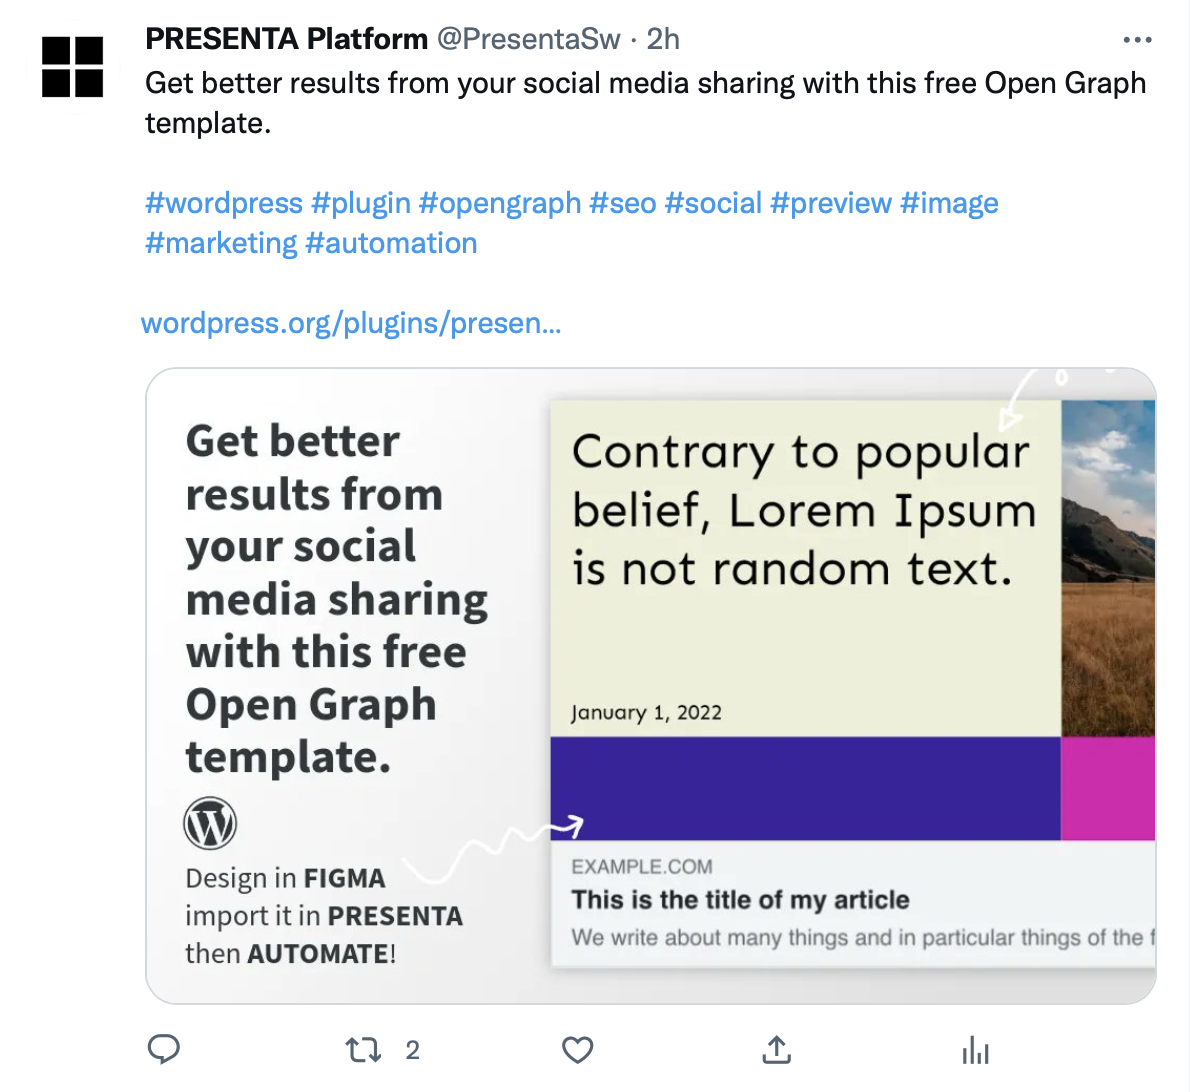 PRESENTA Platform @PresentaSw · 2h
Get better results from your social media sharing with this free Open Graph
template.
#wordpress #plugin #opengraph #seo #social #preview #image
#marketing #automation
wordpress.org/plugins/presen...
Get better
results from
your social
media sharing
with this free
Open Graph
template.
Design in FIGMA
import it in PRESENTA
then AUTOMATE!
Contrary to popular
belief, Lorem Ipsum
is not random text.
January 1, 2022
EXAMPLE.COM
This is the title of my article
We write about many things and in particular things of the
2